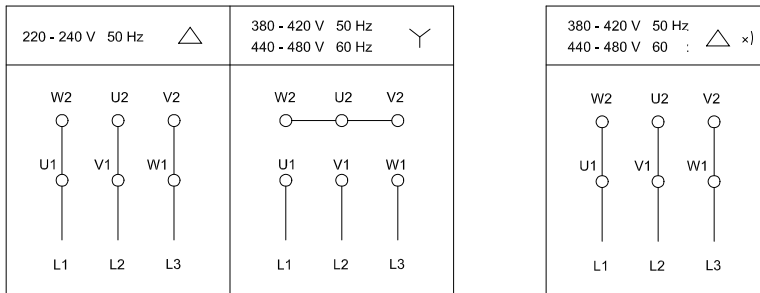 220 - 240 V 50 Hz
380 - 420 V 50 Hz
440 - 480 V 60 Hz
380 - 420 V 50 Hz
440 - 480 V 60 :
×)
W2 U2 V2
W2 U2 V2
W2 U2 V2
U1 V1 W1
U1 V1 W1
U1 V1 W1
L1 L2 L3
L1 L2 L3
L1 L2 L3